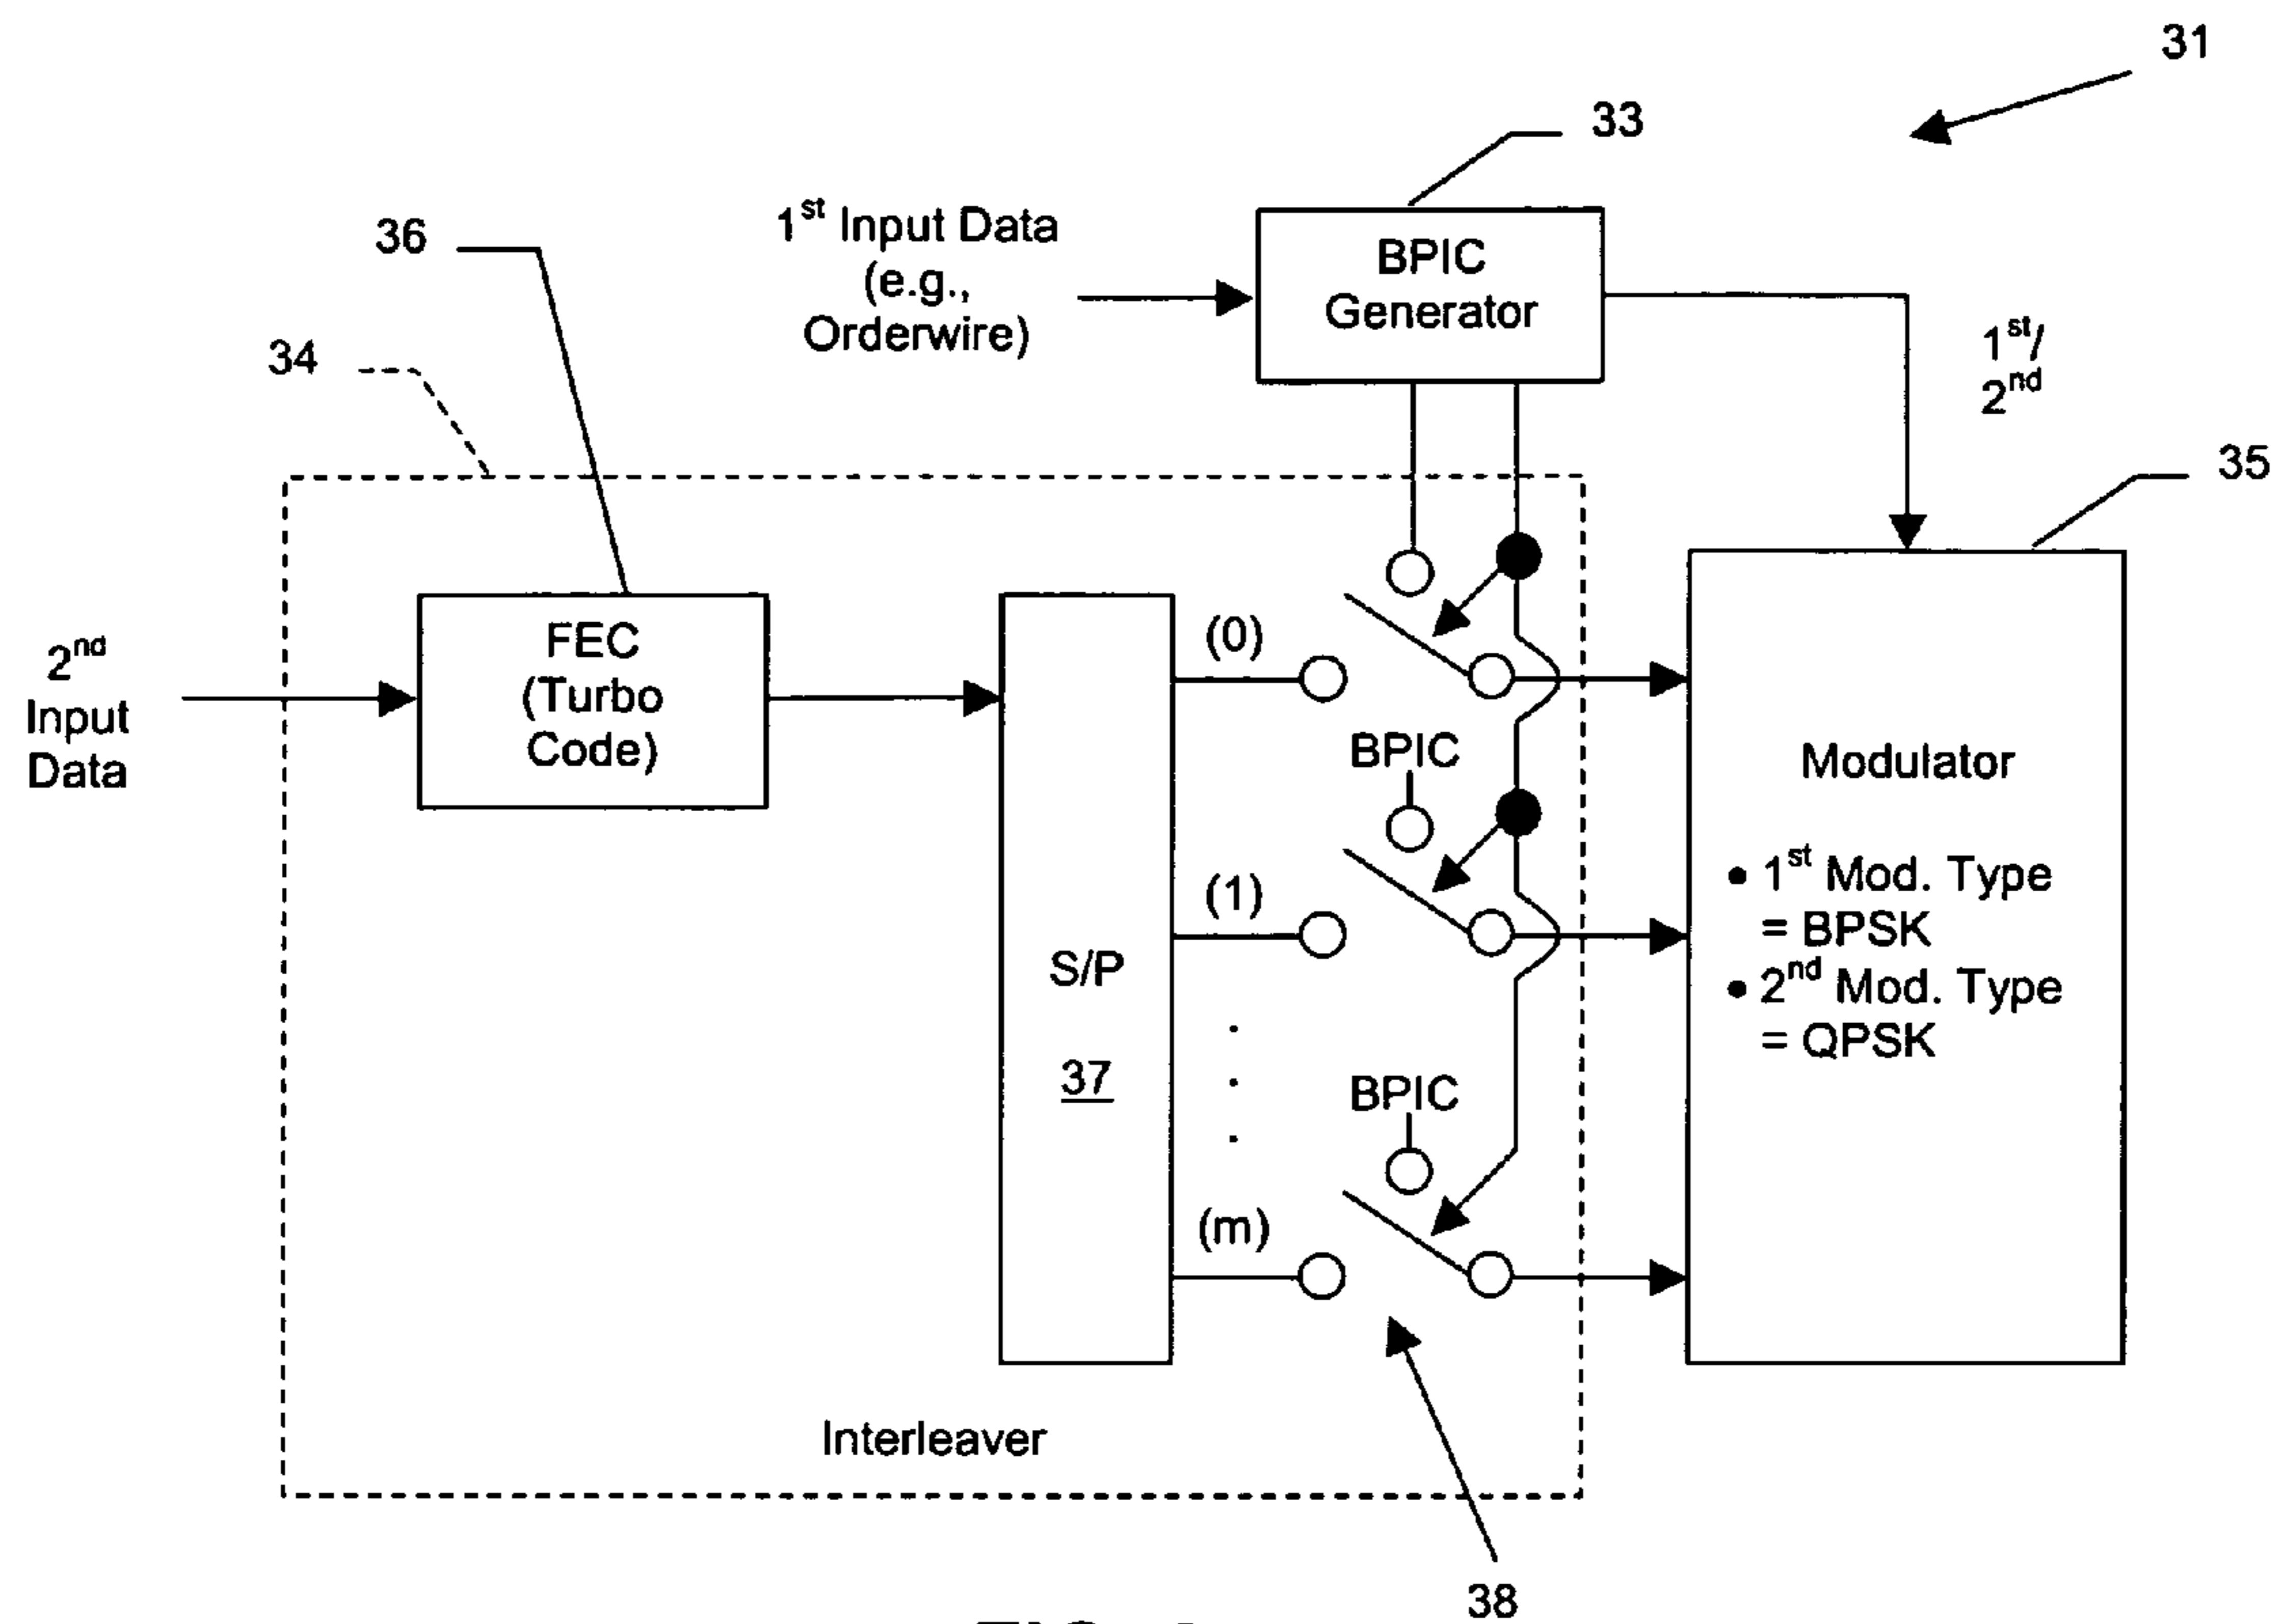 31
33
1st Input Data
(e.g.,
Orderwire)
BPIC
Generator
36
34
1st/
2nd
35
2nd
Input
Data
FEC
(Turbo
Code)
(0)
BPIC
(1)
S/P
37
.
.
.
BPIC
(m)
Modulator
• 1st Mod. Type
= BPSK
• 2nd Mod. Type
= QPSK
Interleaver
38